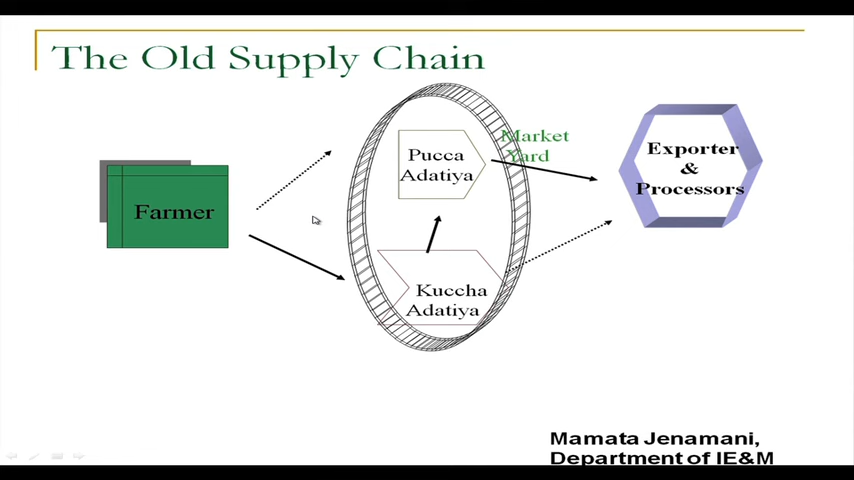 The Old Supply Chain
Farmer
Pucca
Adatiya
Market
Yard
Kuccha
Adatiya
Exporter
&
Processors
Mamata Jenamani,
Department of IE&M